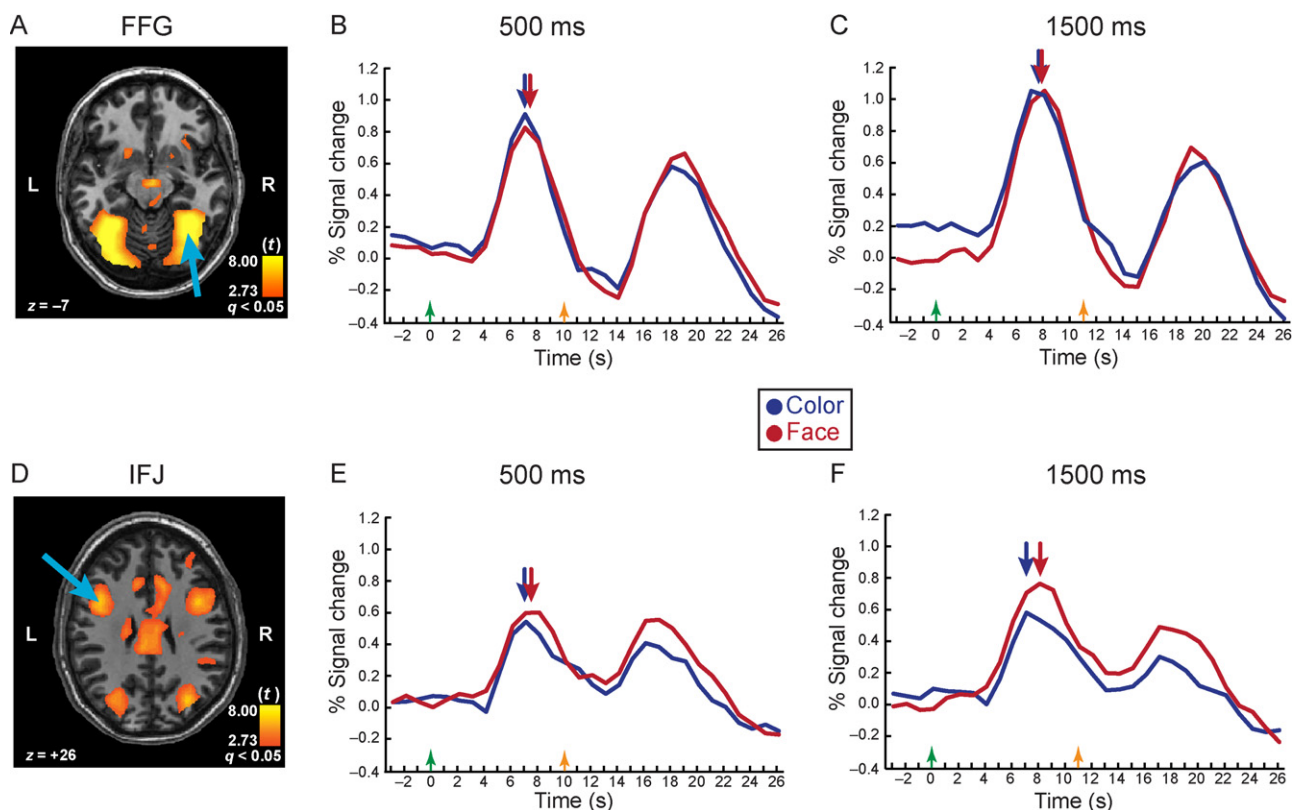 A
FFG
L
R
(t)
8.00
2.73
q < 0.05
z = –7
B
500 ms
% Signal change
1.2
1.0
0.8
0.6
0.4
0.2
0.0
–0.2
–0.4
–2 0 2 4 6 8 10 12 14 16 18 20 22 24 26
Time (s)
C
1500 ms
% Signal change
1.2
1.0
0.8
0.6
0.4
0.2
0.0
–0.2
–0.4
–2 0 2 4 6 8 10 12 14 16 18 20 22 24 26
Time (s)
Color
Face
D
IFJ
L
R
(t)
8.00
2.73
q < 0.05
z = +26
E
500 ms
% Signal change
1.2
1.0
0.8
0.6
0.4
0.2
0.0
–0.2
–0.4
–2 0 2 4 6 8 10 12 14 16 18 20 22 24 26
Time (s)
F
1500 ms
% Signal change
1.2
1.0
0.8
0.6
0.4
0.2
0.0
–0.2
–0.4
–2 0 2 4 6 8 10 12 14 16 18 20 22 24 26
Time (s)